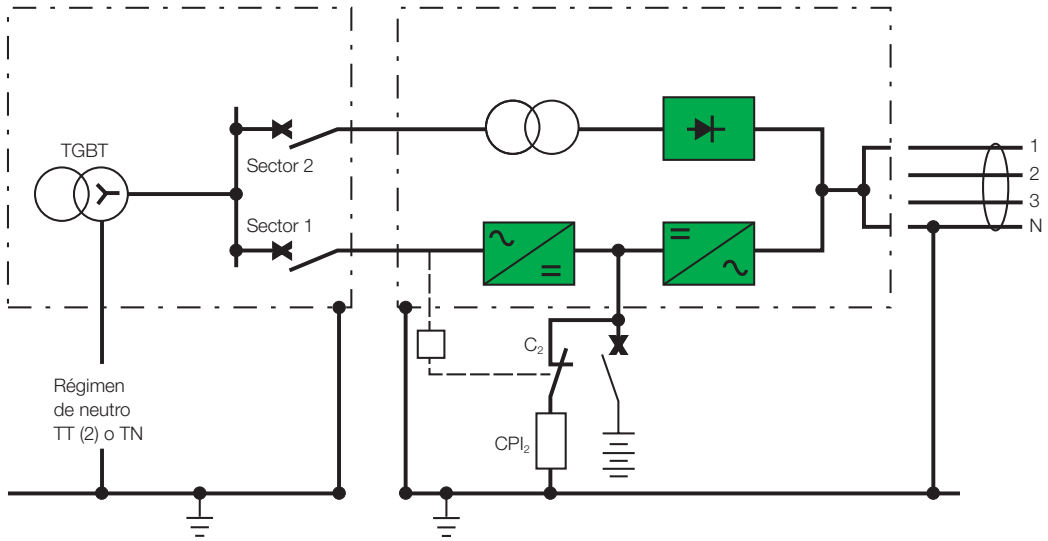 TGBT
Sector 2
Sector 1
1
2
3
N
C₂
CPI₂
Régimen
de neutro
TT (2) o TN